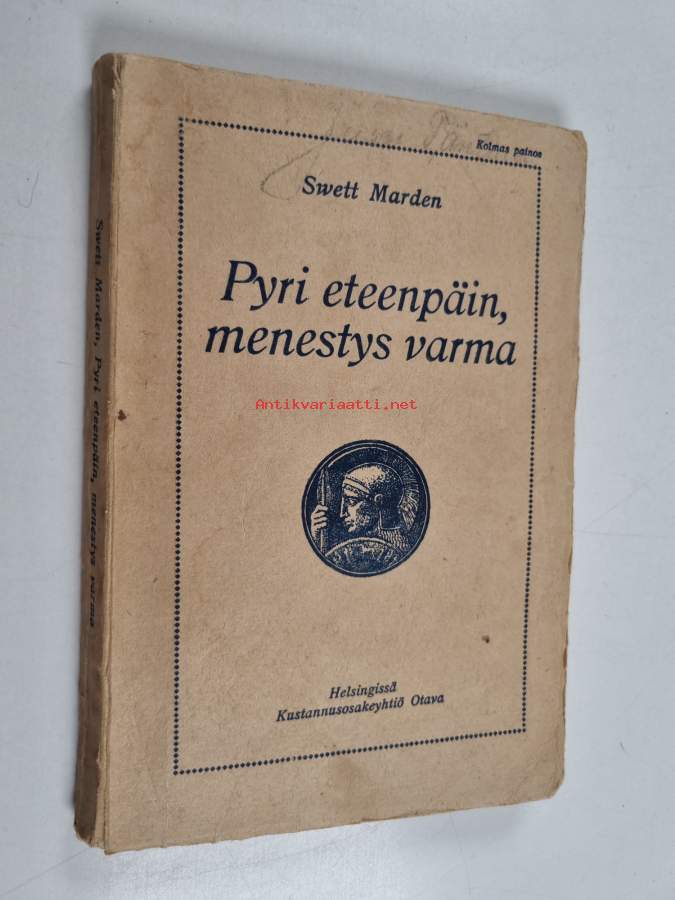 Kolmas painos
Swett Marden
Pyri eteenpäin,
menestys varma
Antikvariaatti.net
Helsingissä
Kustannusosakeyhtiö Otava
Swett Marden, Pyri eteenpäin, menestys varma